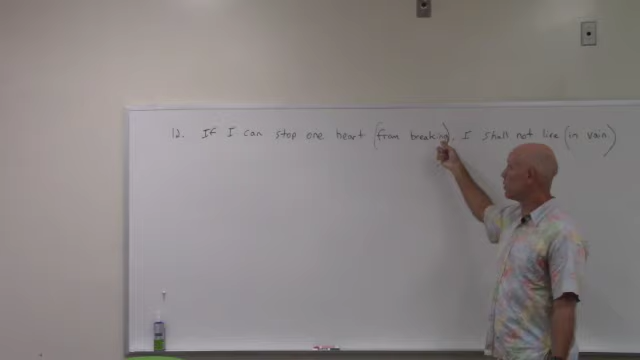 12. If I can stop one heart (from breaking), I shall not live (in vain)